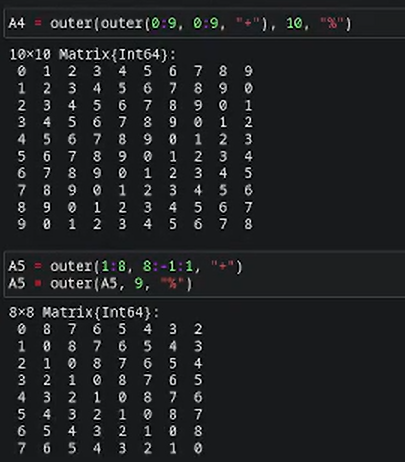 A4 = outer(outer(0:9, 0:9, "+"), 10, "%")
10×10 Matrix{Int64}:
0 1 2 3 4 5 6 7 8 9
1 2 3 4 5 6 7 8 9 0
2 3 4 5 6 7 8 9 0 1
3 4 5 6 7 8 9 0 1 2
4 5 6 7 8 9 0 1 2 3
5 6 7 8 9 0 1 2 3 4
6 7 8 9 0 1 2 3 4 5
7 8 9 0 1 2 3 4 5 6
8 9 0 1 2 3 4 5 6 7
9 0 1 2 3 4 5 6 7 8
A5 = outer(1:8, 8:-1:1, "+")
A5 = outer(A5, 9, "%")
8×8 Matrix{Int64}:
0 8 7 6 5 4 3 2
1 0 8 7 6 5 4 3
2 1 0 8 7 6 5 4
3 2 1 0 8 7 6 5
4 3 2 1 0 8 7 6
5 4 3 2 1 0 8 7
6 5 4 3 2 1 0 8
7 6 5 4 3 2 1 0